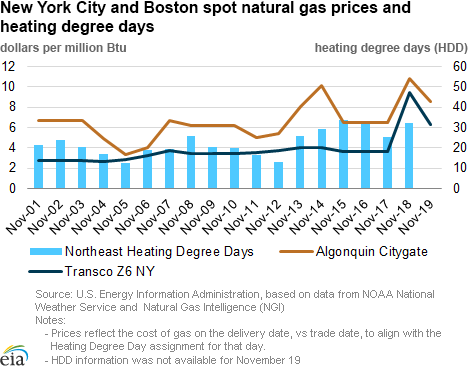 New York City and Boston spot natural gas prices and
heating degree days
dollars per million Btu
heating degree days (HDD)
12
10
8
6
4
2
0
60
50
40
30
20
10
0
Nov-01
Nov-02
Nov-03
Nov-04
Nov-05
Nov-06
Nov-07
Nov-08
Nov-09
Nov-10
Nov-11
Nov-12
Nov-13
Nov-14
Nov-15
Nov-16
Nov-17
Nov-18
Nov-19
Northeast Heating Degree Days
Algonquin Citygate
Transco Z6 NY
Source: U.S. Energy Information Administration, based on data from NOAA National
Weather Service and Natural Gas Intelligence (NGI)
Notes:
- Prices reflect the cost of gas on the delivery date, vs trade date, to align with the
Heating Degree Day assignment for that day.
- HDD information was not available for November 19
eia